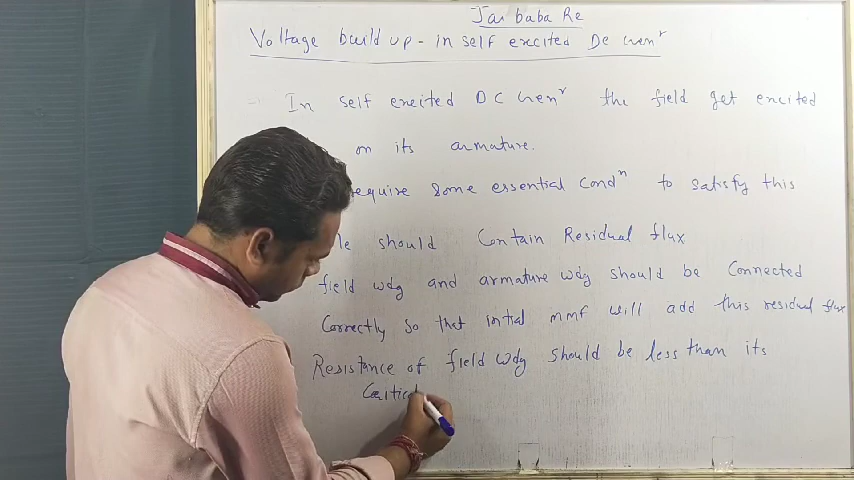 Jai baba Re
Voltage build up - in self excited DC Genr
In self excited DC Genr the field get excited
on its armature.
require some essential Condn to satisfy this
le should Contain Residual flux
field wdg and armature wdg should be Connected
Correctly so that intial mmf will add this residual flux
Resistance of field wdg should be less than its
Critical